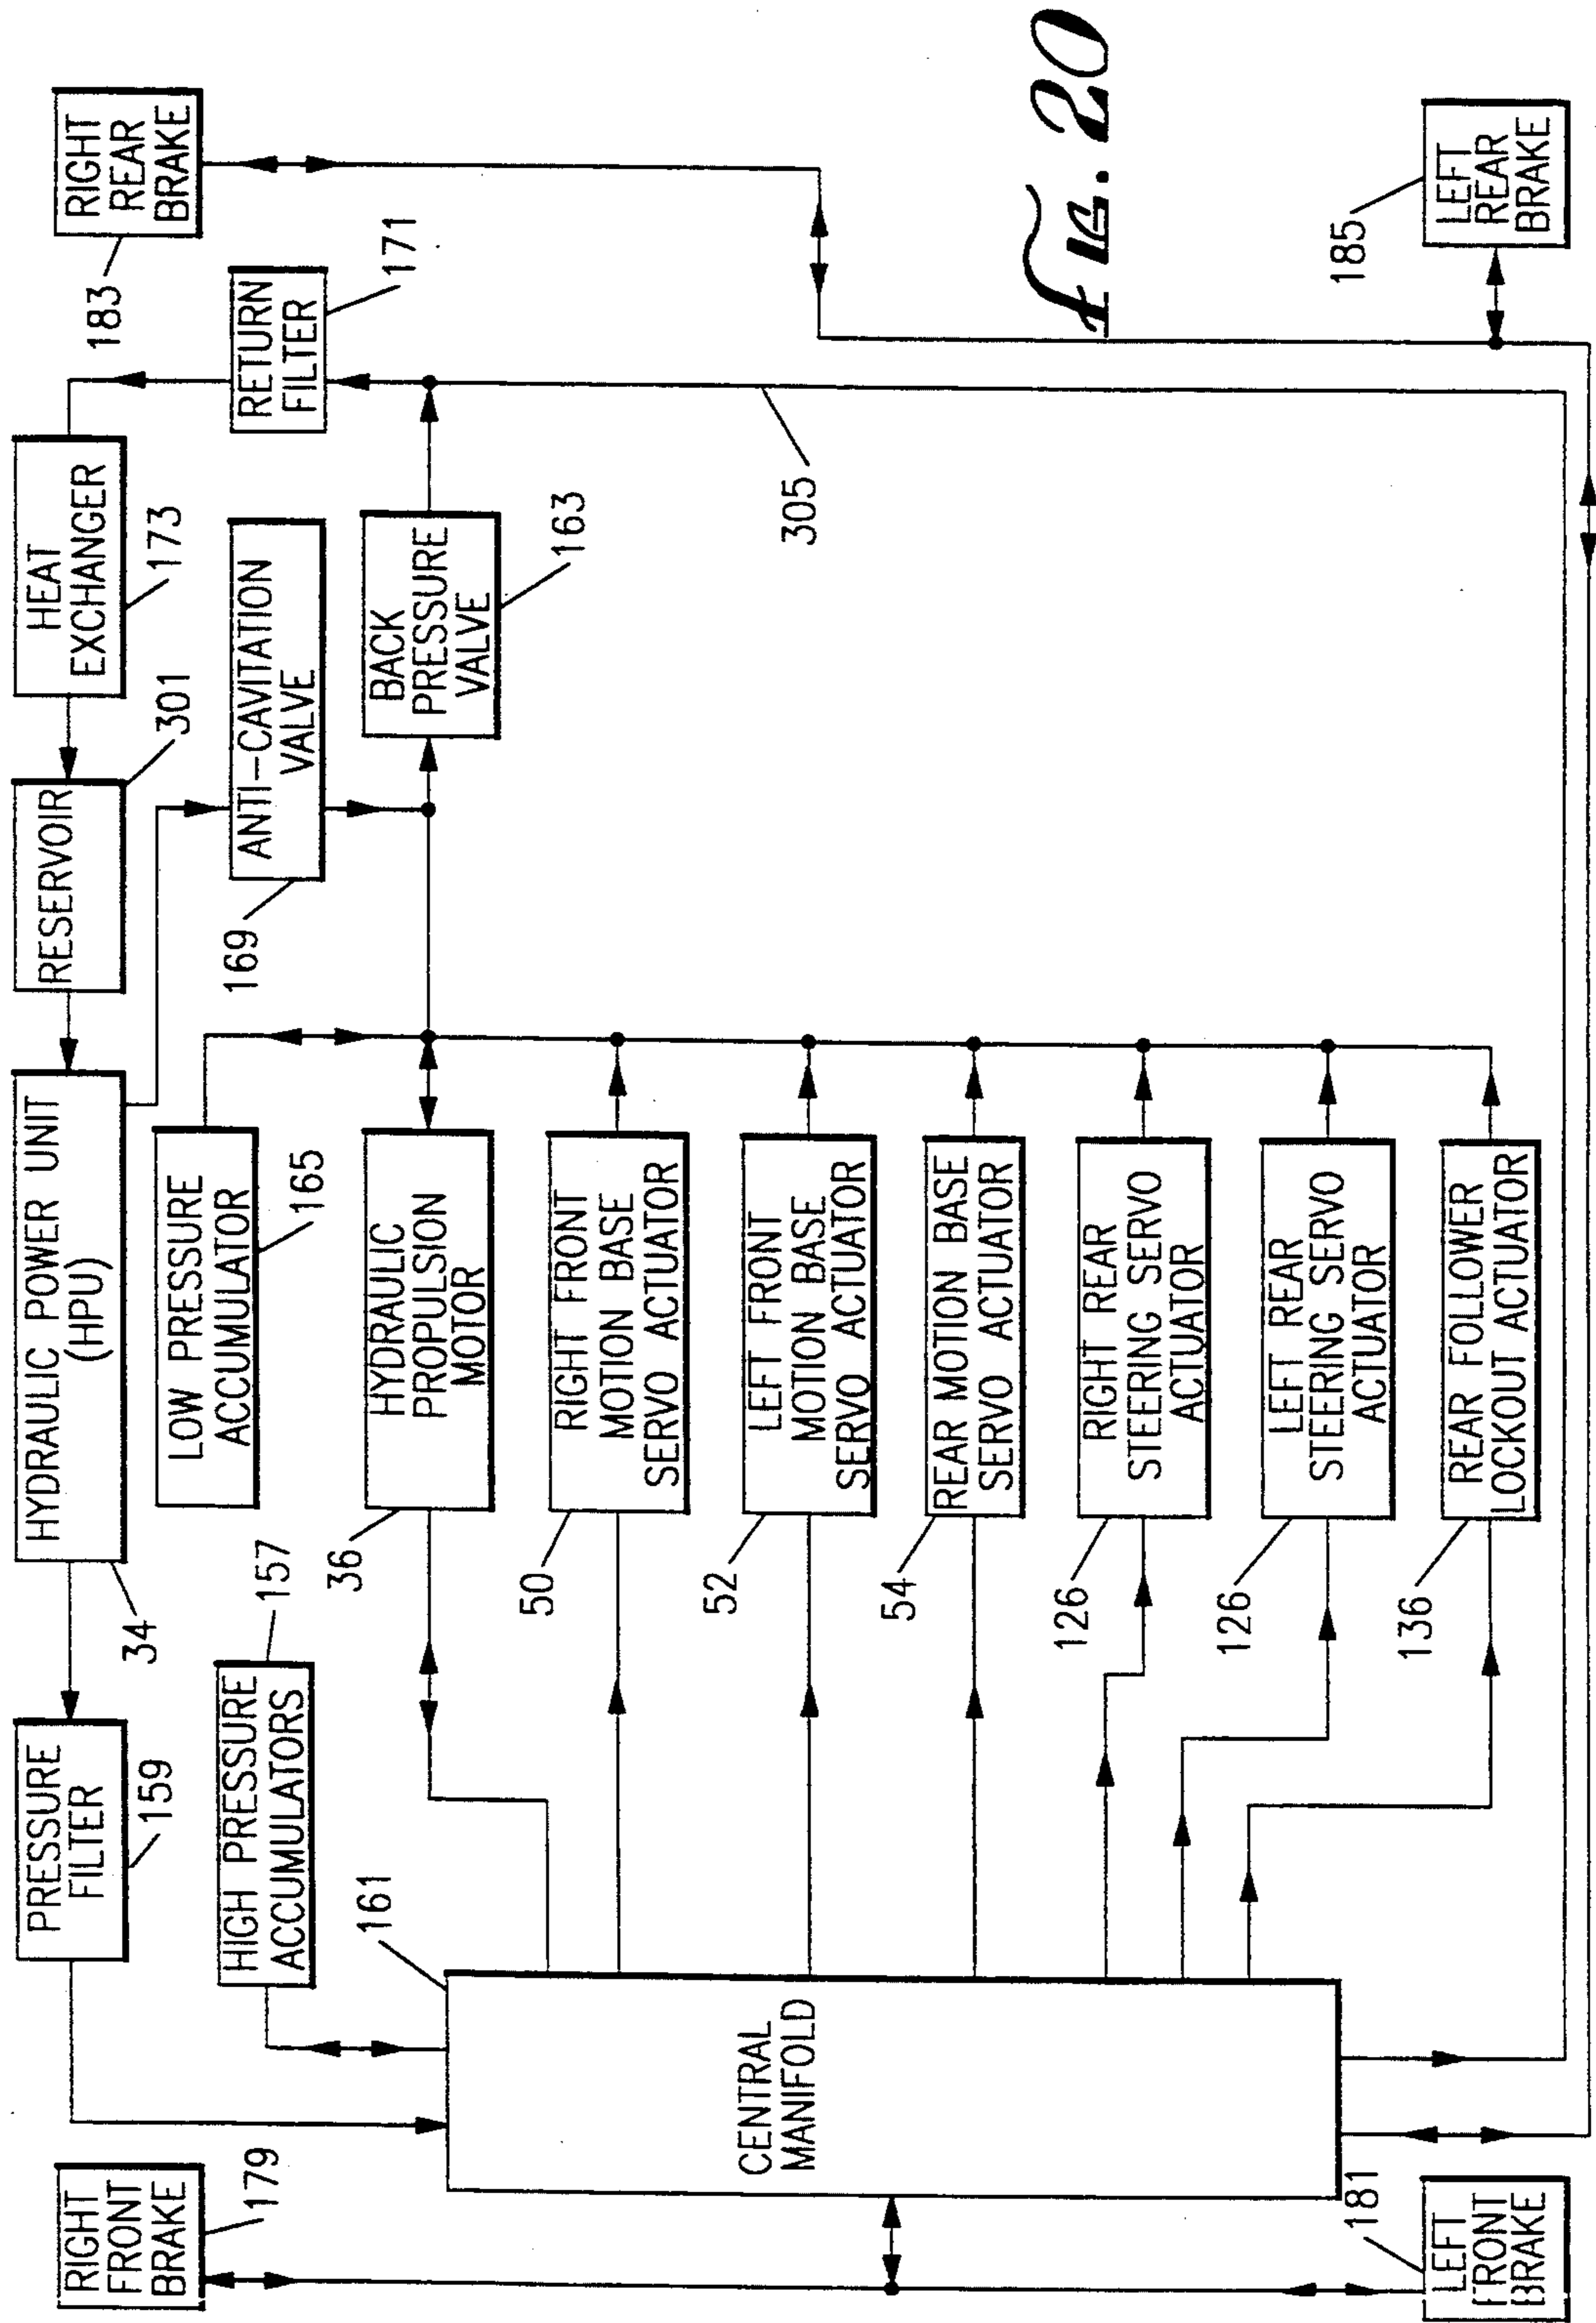 RIGHT
FRONT
BRAKE
179
PRESSURE
FILTER
159
HYDRAULIC POWER UNIT
(HPU)
34
RESERVOIR
301
HEAT
EXCHANGER
173
RIGHT
REAR
BRAKE
183
HIGH PRESSURE
ACCUMULATORS
157
LOW PRESSURE
ACCUMULATOR
165
ANTI-CAVITATION
VALVE
169
RETURN
FILTER
171
161
CENTRAL
MANIFOLD
HYDRAULIC
PROPULSION
MOTOR
36
BACK
PRESSURE
VALVE
163
RIGHT FRONT
MOTION BASE
SERVO ACTUATOR
50
LEFT FRONT
MOTION BASE
SERVO ACTUATOR
52
305
REAR MOTION BASE
SERVO ACTUATOR
54
RIGHT REAR
STEERING SERVO
ACTUATOR
126
LEFT REAR
STEERING SERVO
ACTUATOR
126
REAR FOLLOWER
LOCKOUT ACTUATOR
136
181
LEFT
FRONT
BRAKE
185
LEFT
REAR
BRAKE
FIG. 20